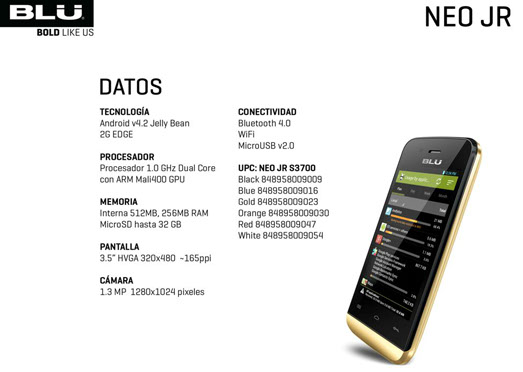 BLU
BOLD LIKE US
NEO JR
DATOS
TECNOLOGÍA
Android v4.2 Jelly Bean
2G EDGE
PROCESADOR
Procesador 1.0 GHz Dual Core
con ARM Mali400 GPU
MEMORIA
Interna 512MB, 256MB RAM
MicroSD hasta 32 GB
PANTALLA
3.5” HVGA 320x480 ~165ppi
CÁMARA
1.3 MP 1280x1024 pixeles
CONECTIVIDAD
Bluetooth 4.0
WiFi
MicroUSB v2.0
UPC: NEO JR S3700
Black 848958009009
Blue 848958009016
Gold 848958009023
Orange 848958009030
Red 848958009047
White 848958009054
BLU